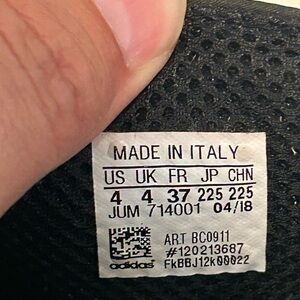 MADE IN ITALY
US UK FR JP CHN
4 4 37 225 225
JUM 714001 04/18
ART BC0911
#120213687
FkBBJ12k00022
adidas